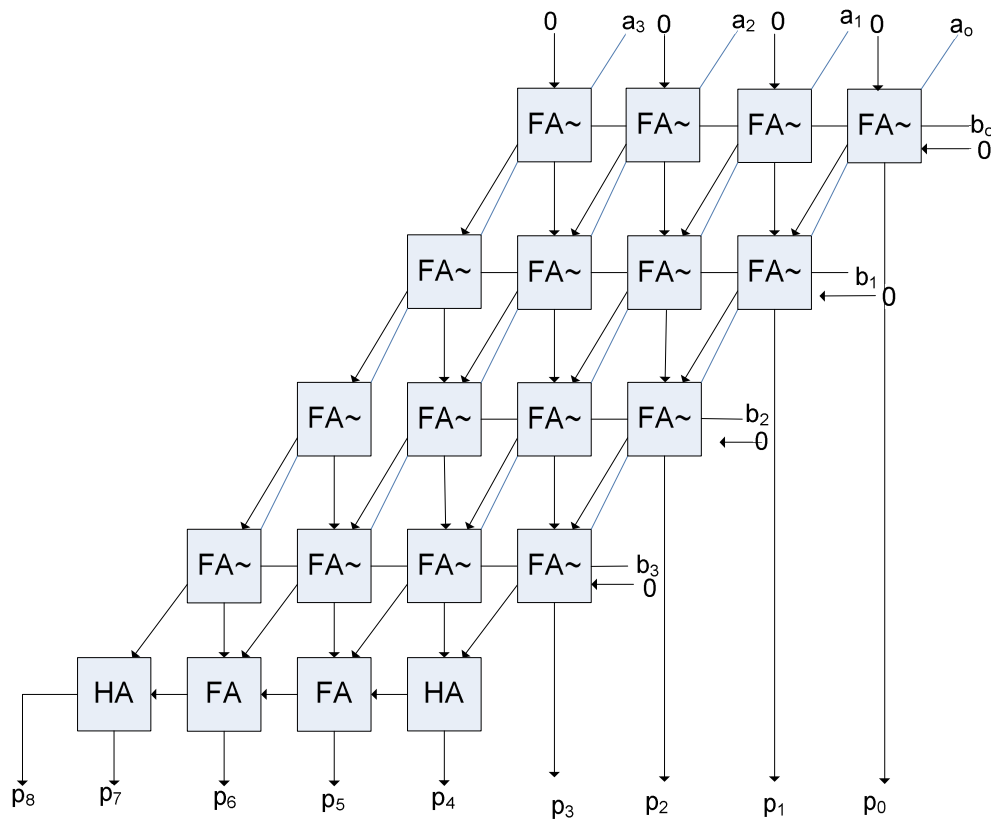 0 a₃ 0 a₂ 0 a₁ 0 aₒ
FA~ FA~ FA~ FA~ bₒ
0
FA~ FA~ FA~ FA~ b₁
0
FA~ FA~ FA~ FA~ b₂
0
FA~ FA~ FA~ FA~ b₃
0
HA FA FA HA
p₈ p₇ p₆ p₅ p₄ p₃ p₂ p₁ p₀